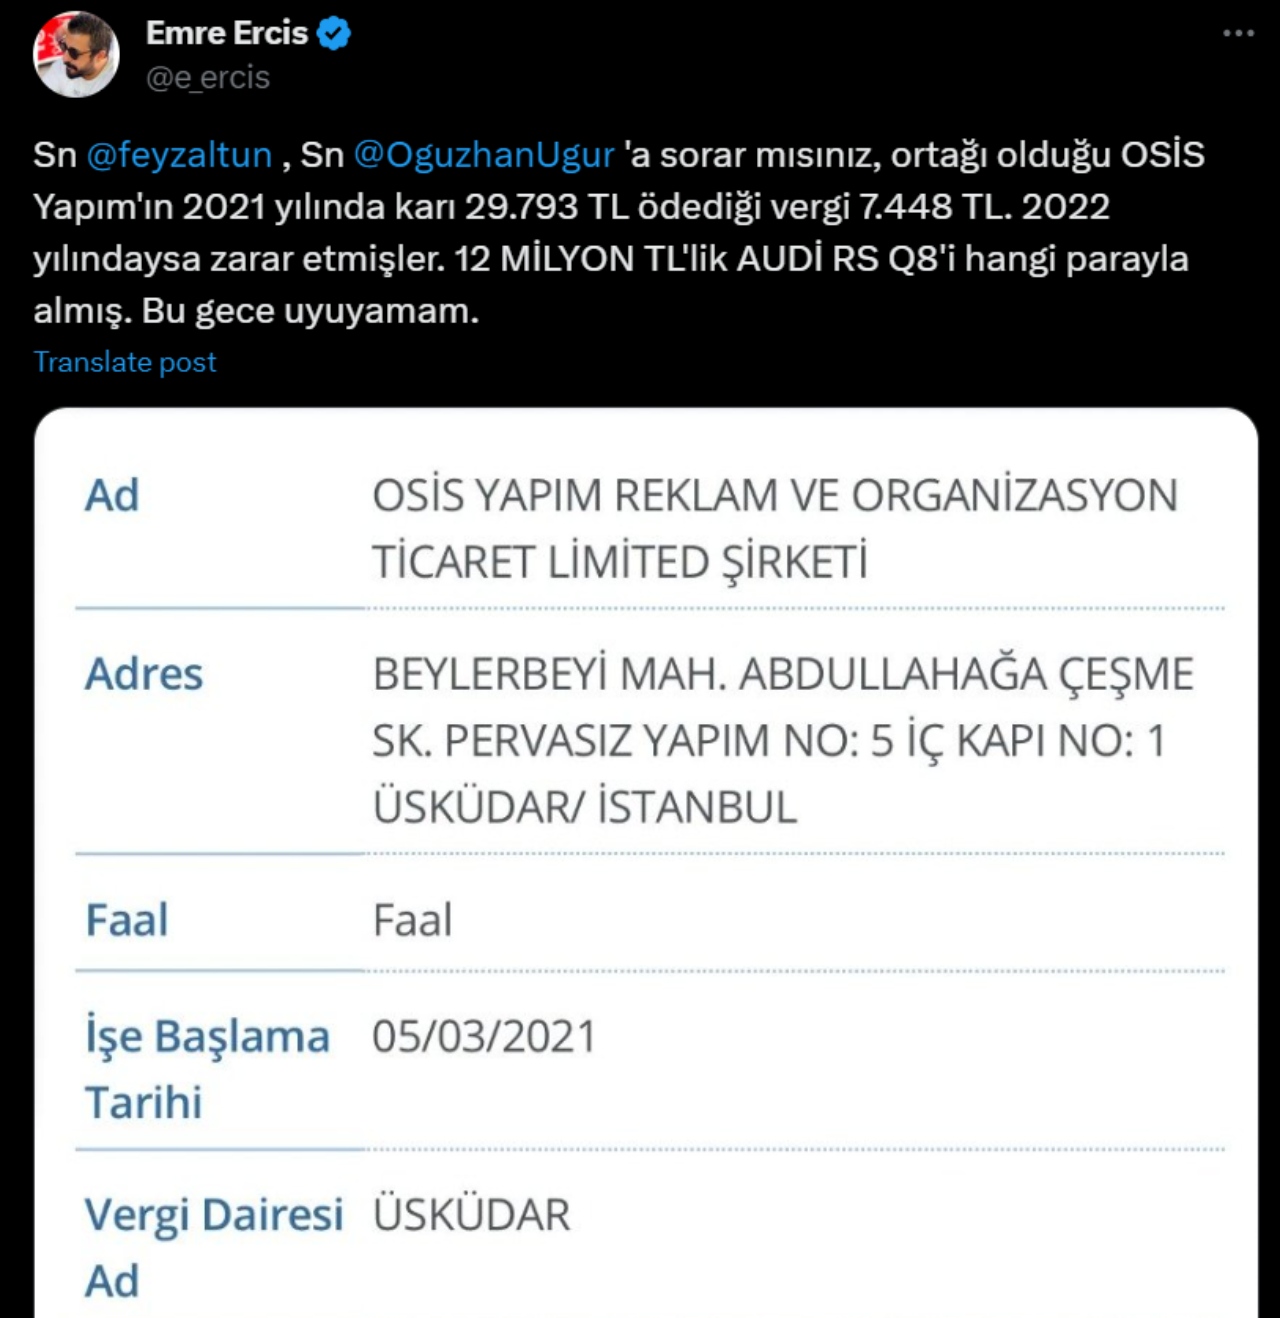 Emre Ercis
@e_ercis
Sn @feyzaltun , Sn @OguzhanUgur 'a sorar mısınız, ortağı olduğu OSİS
Yapım'ın 2021 yılında karı 29.793 TL ödediği vergi 7.448 TL. 2022
yılındaysa zarar etmişler. 12 MİLYON TL'lik AUDİ RS Q8'i hangi parayla
almış. Bu gece uyuyamam.
Translate post
Ad OSİS YAPIM REKLAM VE ORGANİZASYON
TİCARET LİMİTED ŞİRKETİ
Adres BEYLERBEYİ MAH. ABDULLAHAĞA ÇEŞME
SK. PERVASIZ YAPIM NO: 5 İÇ KAPI NO: 1
ÜSKÜDAR/ İSTANBUL
Faal Faal
İşe Başlama 05/03/2021
Tarihi
Vergi Dairesi ÜSKÜDAR
Ad